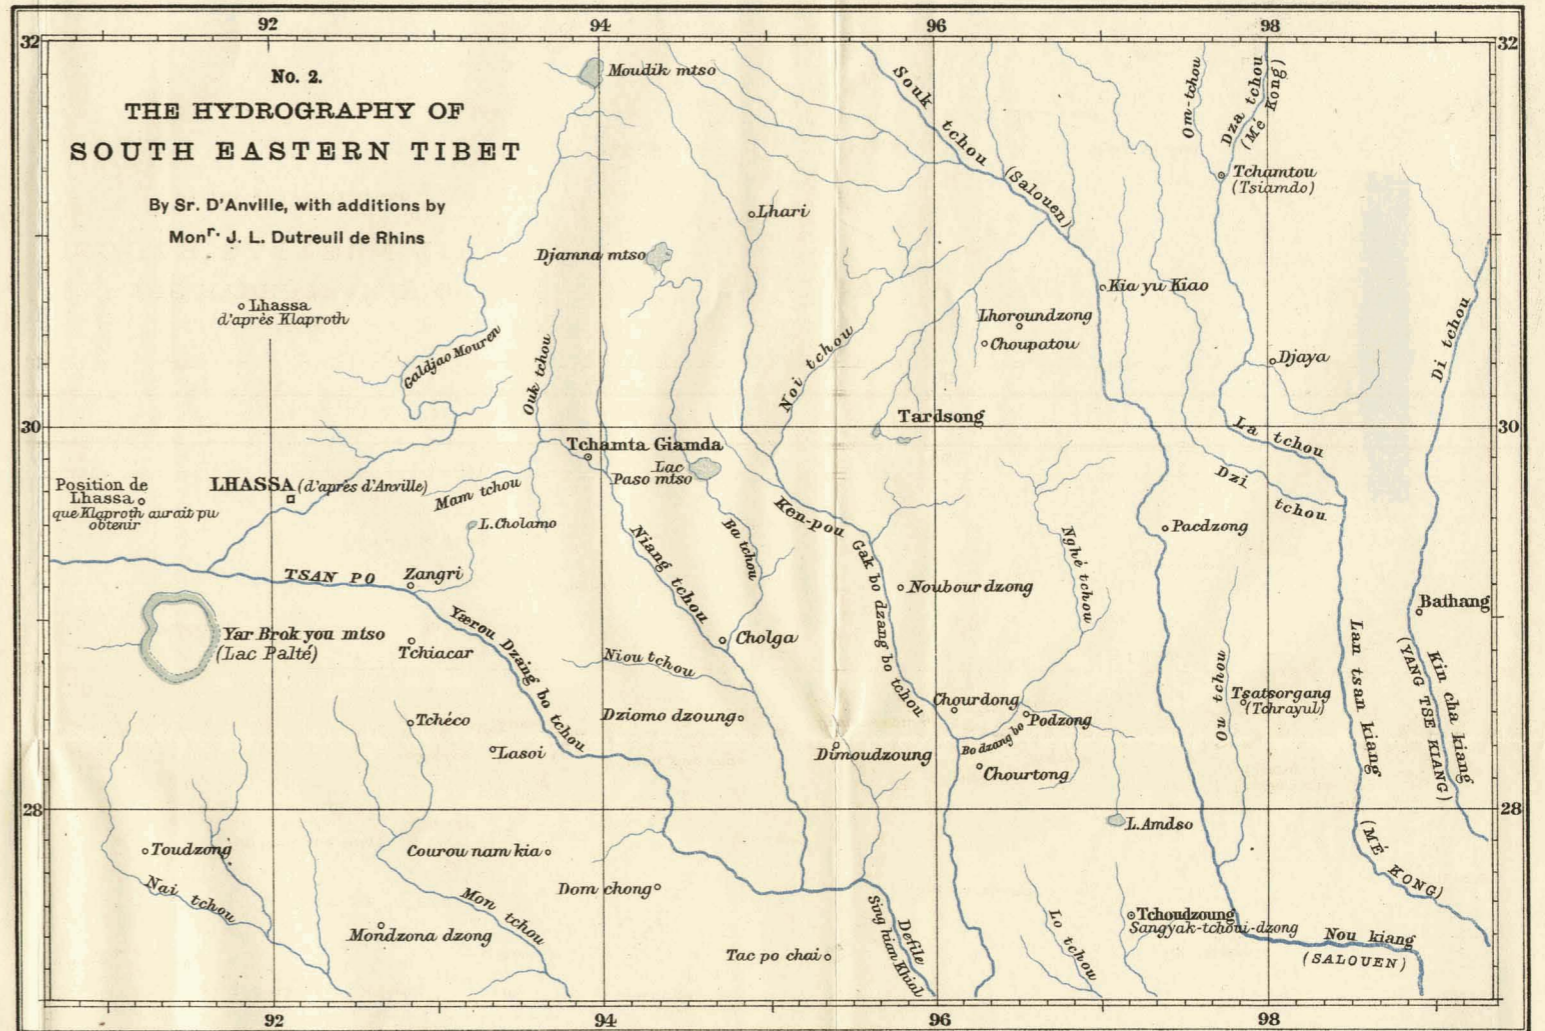 92
94
96
98
32
32
No. 2.
THE HYDROGRAPHY OF
SOUTH EASTERN TIBET
By Sr. D'Anville, with additions by
Monr. J. L. Dutreuil de Rhins
Moudik mtso
Souk tchou
(Salouen)
Om-tchou
Dza tchou
(Mé Kong)
Tchamtou
(Tsiamdo)
Lhari
Djamna mtso
Lhassa
d'après Klaproth
Galdjao Mouren
Ouk tchou
Noi tchou
Kia yu Kiao
Lhoroundzong
Choupatou
Djaya
Di tchou
30
30
Tardsong
La tchou
Tchamta Giamda
Lac
Paso mtso
Position de
Lhassa
que Klaproth aurait pu
obtenir
LHASSA (d'après d'Anville)
Mam tchou
L. Cholamo
Dzi tchou
Ken-pou
Pacdzong
Niang tchou
Ba tchou
Gak bo dzang bo tchou
Nghé tchou
TSAN PO
Zangri
Noubour dzong
Bathang
Yar Brok you mtso
(Lac Palté)
Yærou Dzang bo tchou
Tchiacar
Cholga
Niou tchou
Lan tsan kiang
Kin cha kiang
(YANG TSE KIANG)
Ou tchou
Tsatsorgang
(Tchrayul)
Chourdong
Podzong
Bo dzang bo
Tchéco
Dziomo dzoung
Lasoi
Dimoudzoung
Chourtong
28
28
L. Amdso
(MÉ KONG)
Toudzong
Courou nam kia
Nai tchou
Dom chong
Mon tchou
Mondzona dzong
Sing hian Khial
Defile
Lo tchou
Tchoudzoung
Sangyak-tchoui-dzong
Nou kiang
(SALOUEN)
Tac po chai
92
94
96
98